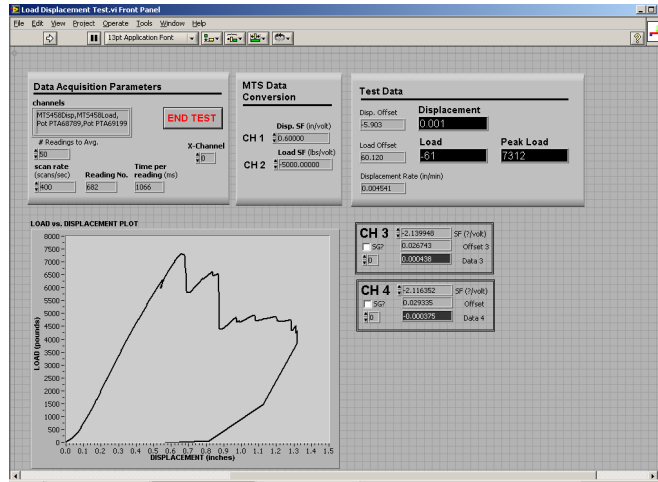 Load Displacement Test.vi Front Panel
File Edit View Project Operate Tools Window Help
13pt Application Font
Data Acquisition Parameters
channels
MTS458Disp,MTS458Load,
Pot PTA68789,Pot PTA69199
END TEST
# Readings to Avg.
50
X-Channel
0
scan rate
(scans/sec)
400
Reading No.
682
Time per
reading (ms)
1066
MTS Data
Conversion
Disp. SF (in/volt)
CH 1 0.60000
Load SF (lbs/volt)
CH 2 -5000.00000
Test Data
Disp. Offset
-5.903
Displacement
0.001
Load Offset
60.120
Load
-61
Peak Load
7312
Displacement Rate (in/min)
0.004541
CH 3 -2.139948 SF (?/volt)
SG? 0.026743 Offset 3
0 0.000438 Data 3
CH 4 -2.116352 SF (?/volt)
SG? 0.029335 Offset
0 -0.000375 Data 4
LOAD vs. DISPLACEMENT PLOT
8000
7500
7000
6500
6000
5500
5000
4500
4000
3500
3000
2500
2000
1500
1000
500
0
LOAD (pounds)
0.0 0.1 0.2 0.3 0.4 0.5 0.6 0.7 0.8 0.9 1.0 1.1 1.2 1.3 1.4 1.5
DISPLACEMENT (inches)